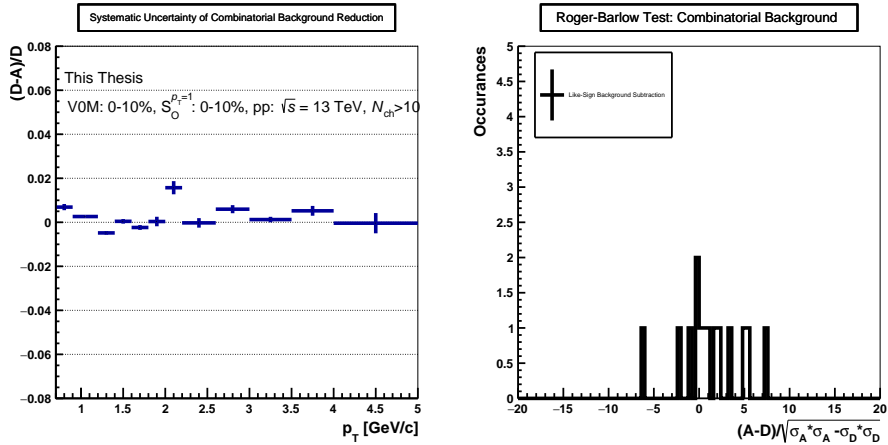 Systematic Uncertainty of Combinatorial Background Reduction
(D-A)/D
0.08
0.06
0.04
0.02
0
−0.02
−0.04
−0.06
−0.08
This Thesis
V0M: 0-10%, S_O^{p_T=1}: 0-10%, pp: √s = 13 TeV, N_ch>10
1 1.5 2 2.5 3 3.5 4 4.5 5
p_T [GeV/c]
Roger-Barlow Test: Combinatorial Background
Occurances
5
4.5
4
3.5
3
2.5
2
1.5
1
0.5
0
Like-Sign Background Subtraction
−20 −15 −10 −5 0 5 10 15 20
(A-D)/√σ_A*σ_A -σ_D*σ_D